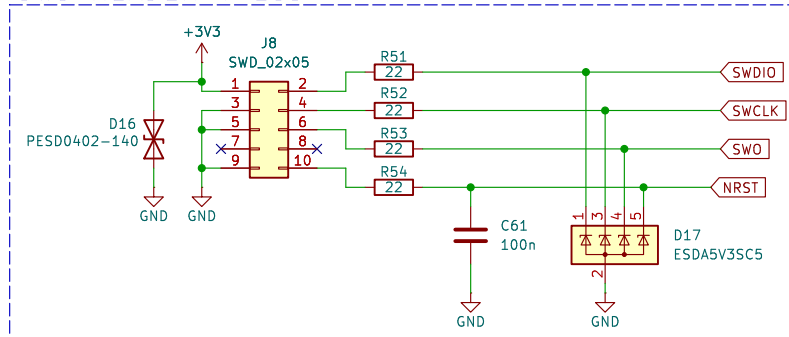 +3V3
J8
SWD_02x05
R51
22
SWDIO
1 2
R52
22
SWCLK
3 4
D16
PESD0402-140
5 6
R53
22
SWO
7 8
9 10
R54
22
NRST
GND
GND
C61
100n
1 3 4 5
D17
ESDA5V3SC5
2
GND
GND